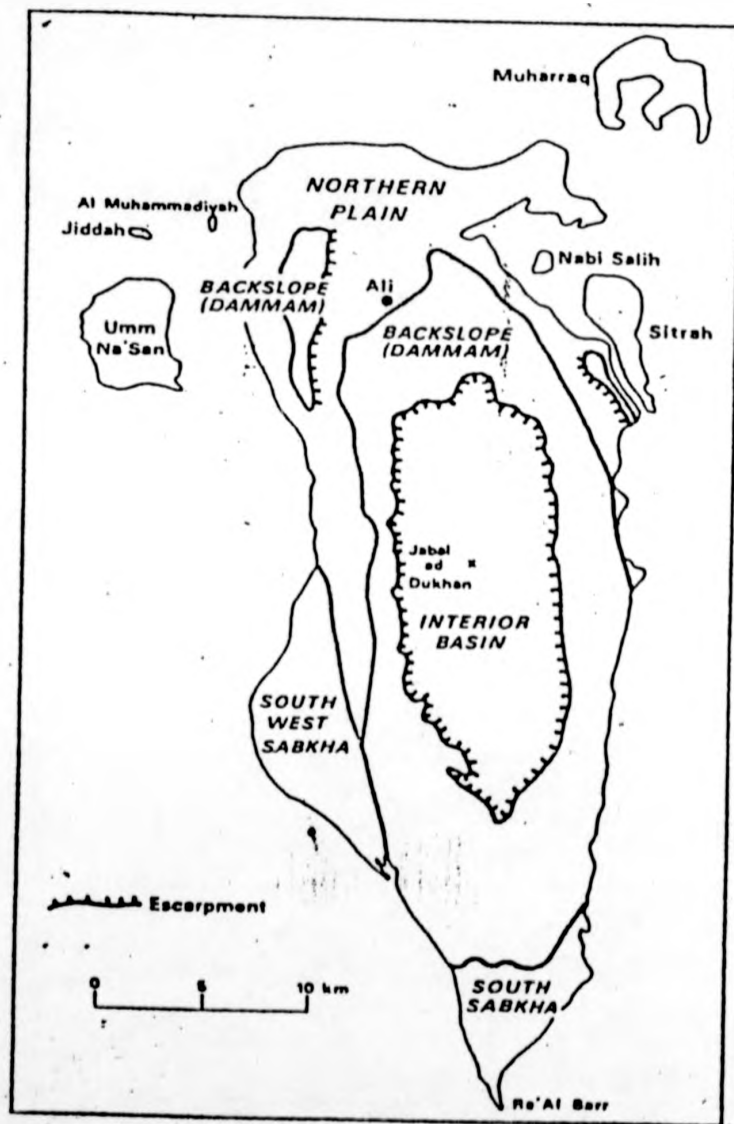 Muharraq
NORTHERN
PLAIN
Al Muhammadiyah
Jiddah
Nabi Salih
BACKSLOPE
(DAMMAM)
Ali
Umm
Na'San
BACKSLOPE
(DAMMAM)
Sitrah
Jabal
ad
Dukhan
x
INTERIOR
BASIN
SOUTH
WEST
SABKHA
Escarpment
0 5 10 km
SOUTH
SABKHA
Ra'Al Barr